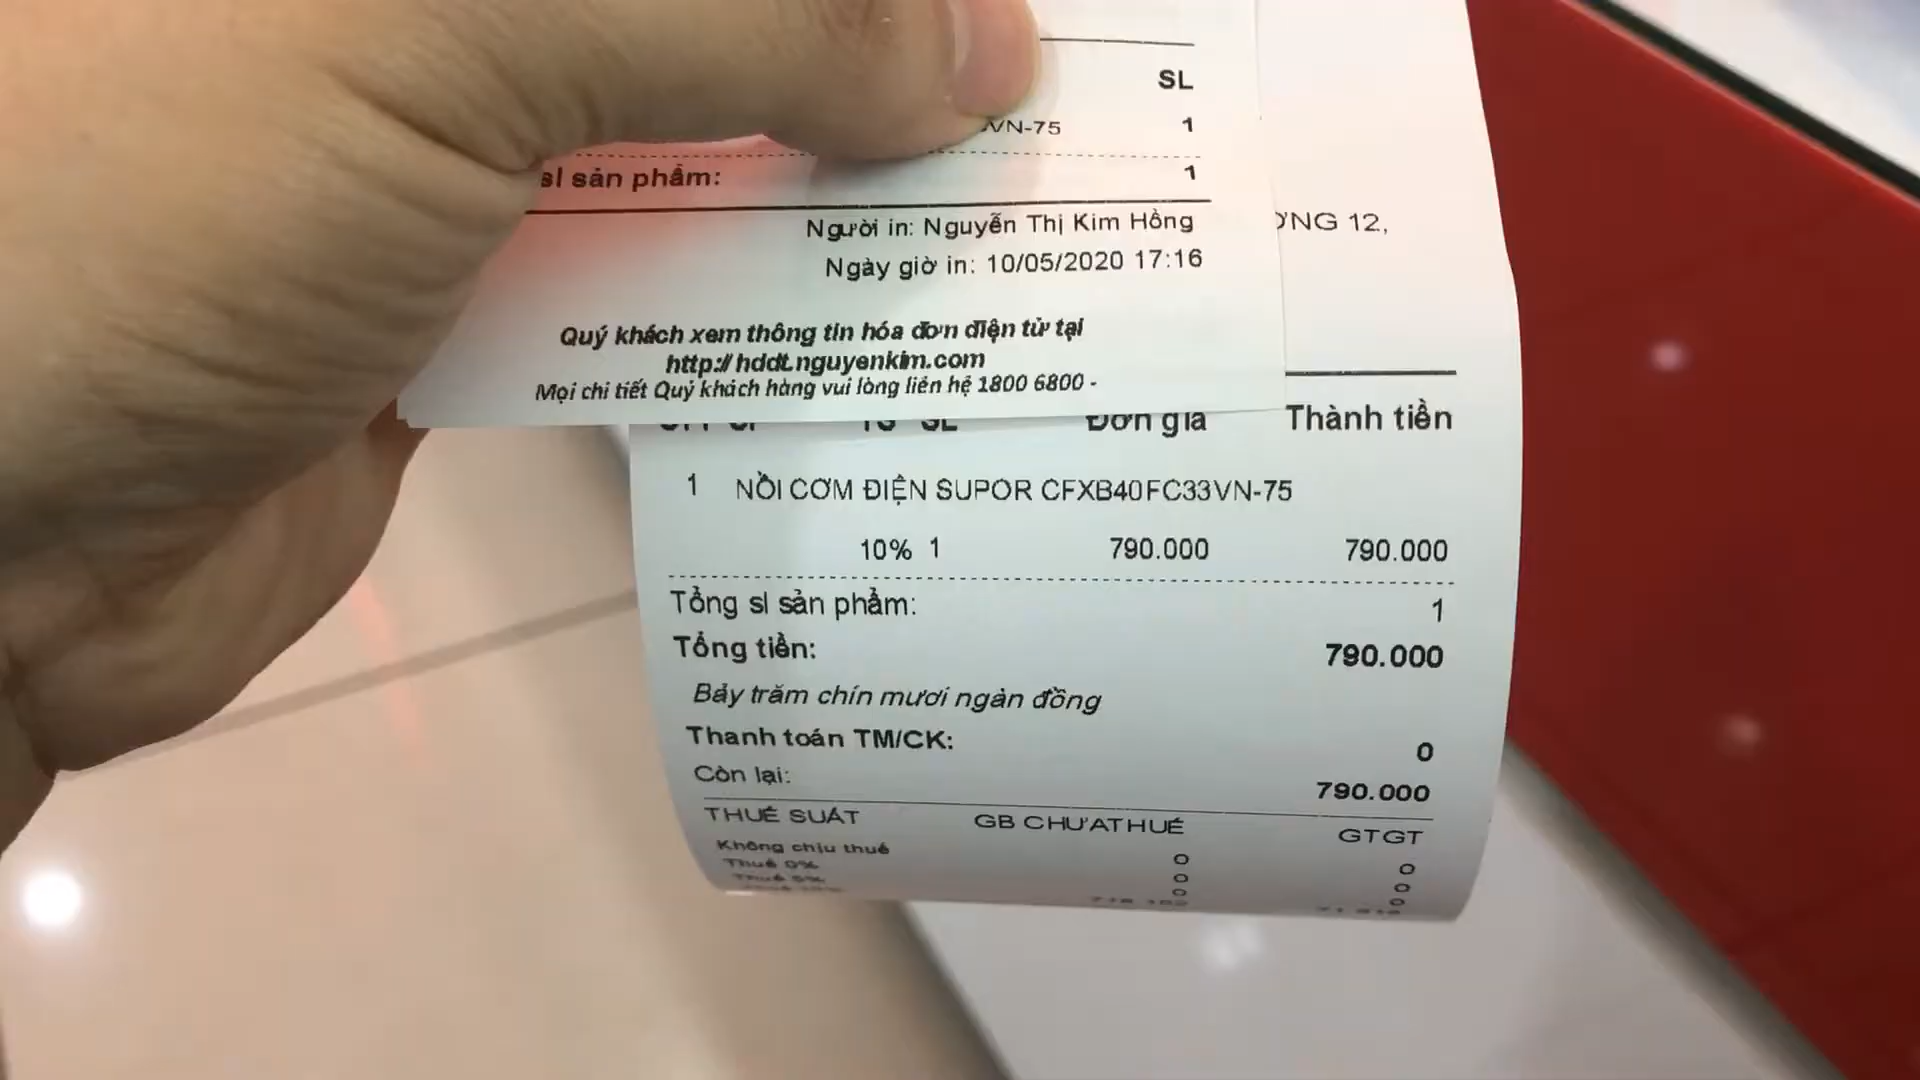 SL
VN-75 1
sl sản phẩm: 1
Người in: Nguyễn Thị Kim Hồng
Ngày giờ in: 10/05/2020 17:16
Quý khách xem thông tin hóa đơn điện tử tại
http://hddt.nguyenkim.com
Mọi chi tiết Quý khách hàng vui lòng liên hệ 1800 6800 -
ƠNG 12,
SL Đơn giá Thành tiền
1 NỒI CƠM ĐIỆN SUPOR CFXB40FC33VN-75
10% 1 790.000 790.000
Tổng sl sản phẩm: 1
Tổng tiền: 790.000
Bảy trăm chín mươi ngàn đồng
Thanh toán TM/CK: 0
Còn lại: 790.000
THUẾ SUẤT GB CHƯA THUẾ GTGT
Không chịu thuế 0 0
Thuế 0% 0 0
Thuế 5% 0 0